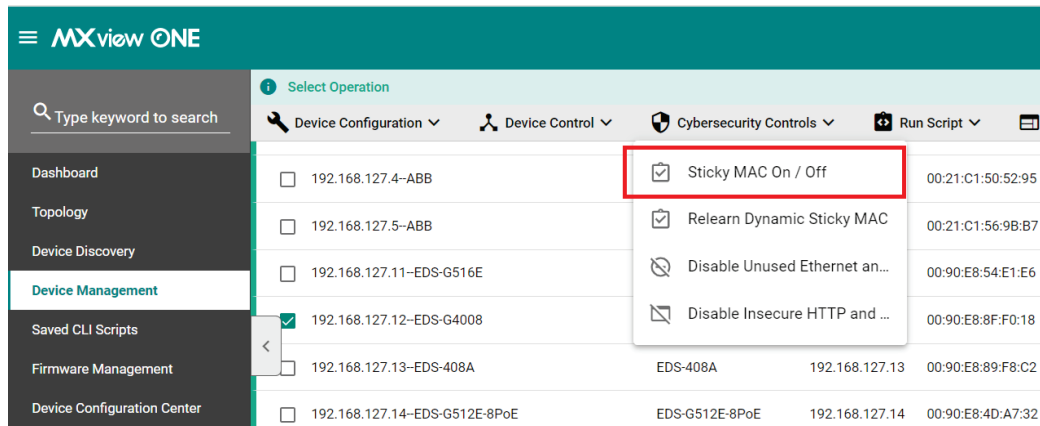 MXview ONE
Type keyword to search
Dashboard
Topology
Device Discovery
Device Management
Saved CLI Scripts
Firmware Management
Device Configuration Center
Select Operation
Device Configuration Device Control Cybersecurity Controls Run Script
Sticky MAC On / Off
Relearn Dynamic Sticky MAC
Disable Unused Ethernet an...
Disable Insecure HTTP and ...
192.168.127.4--ABB 00:21:C1:50:52:95
192.168.127.5--ABB 00:21:C1:56:9B:B7
192.168.127.11--EDS-G516E 00:90:E8:54:E1:E6
192.168.127.12--EDS-G4008 00:90:E8:8F:F0:18
192.168.127.13--EDS-408A EDS-408A 192.168.127.13 00:90:E8:89:F8:C2
192.168.127.14--EDS-G512E-8PoE EDS-G512E-8PoE 192.168.127.14 00:90:E8:4D:A7:32